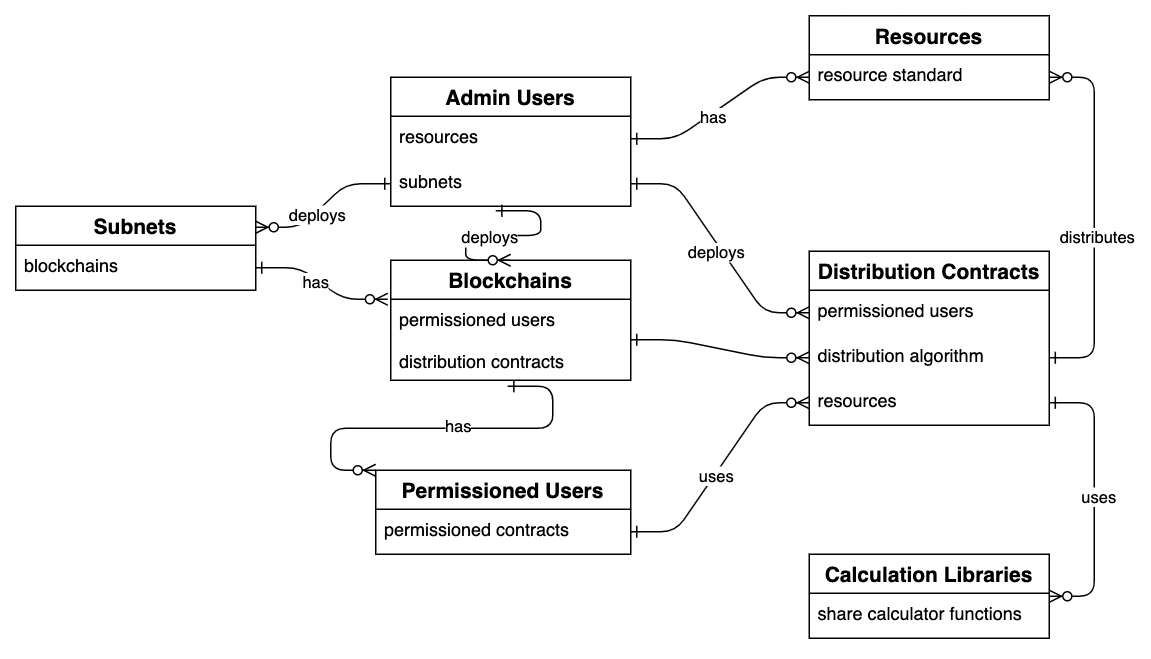 Resources
resource standard
Admin Users
resources
subnets
has
deploys
Subnets
blockchains
has
deploys
deploys
distributes
Blockchains
permissioned users
distribution contracts
Distribution Contracts
permissioned users
distribution algorithm
resources
has
uses
uses
Permissioned Users
permissioned contracts
Calculation Libraries
share calculator functions